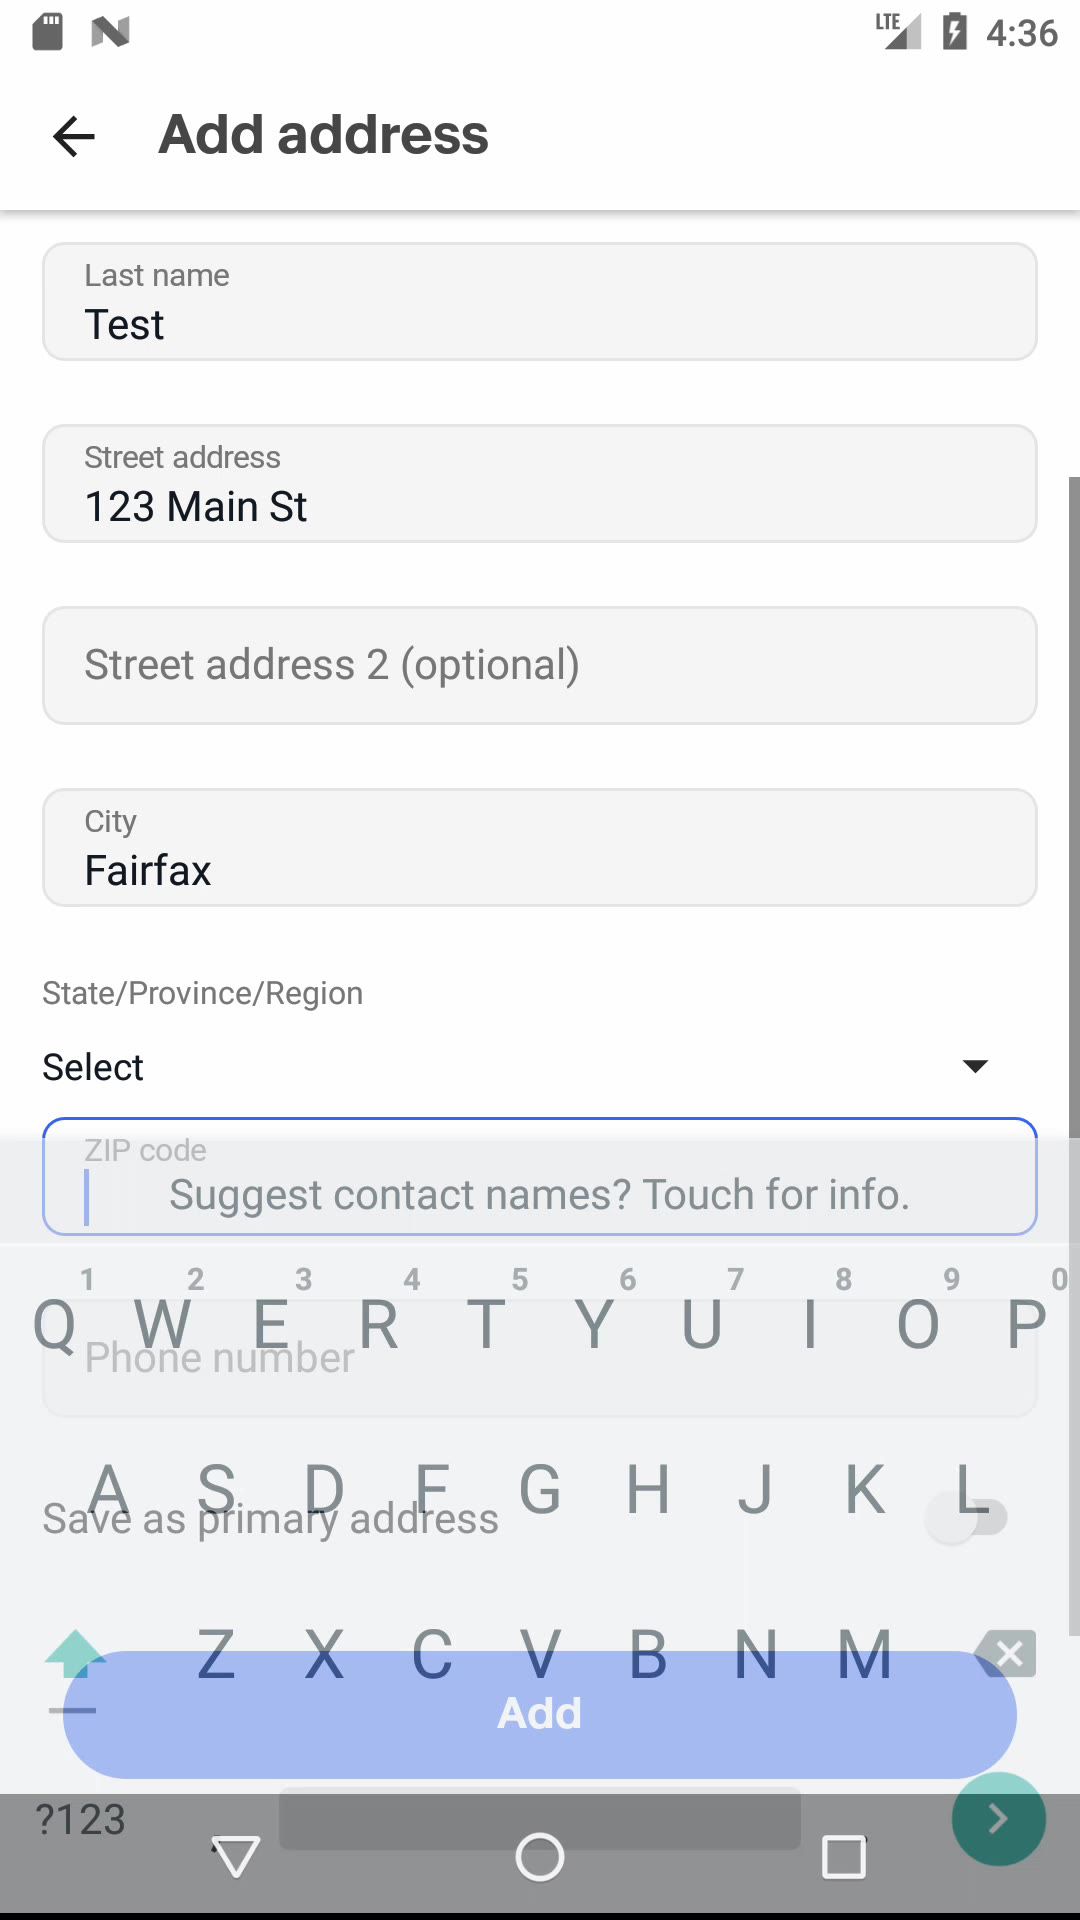 LTE 4:36
Add address
Last name
Test
Street address
123 Main St
Street address 2 (optional)
City
Fairfax
State/Province/Region
Select
ZIP code
Suggest contact names? Touch for info.
1 2 3 4 5 6 7 8 9 0
Q W E R T Y U I O P
Phone number
A S D F G H J K L
Save as primary address
Z X C V B N M
Add
?123